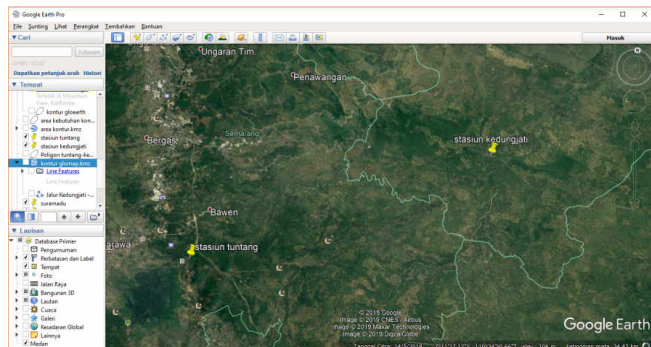 Google Earth Pro
File Sunting Lihat Perangkat Tambahkan Bantuan
Masuk
▼ Cari
Dapatkan petunjuk arah Histori
▼ Tempat
kontur gloearth
area kebutuhan kon...
area kontur.kmz
stasiun tuntang
stasiun kedungjati
Poligon tuntang-ke...
kontur glomap.kmz
Line Features
Line Features
Jalur Kedungjati -...
suramadu
▼ Lapisan
Database Primer
Pengumuman
Perbatasan dan Label
Tempat
Foto
Jalan Raya
Bangunan 3D
Lautan
Cuaca
Galeri
Kesadaran Global
Lainnya
Medan
Ungaran Tim
Penawangan
Bergas
Semarang
stasiun kedungjati
Bawen
stasiun tuntang
© 2018 Google
Image © 2019 CNES / Airbus
Image © 2019 Maxar Technologies
Image © 2019 DigitalGlobe
Google Earth